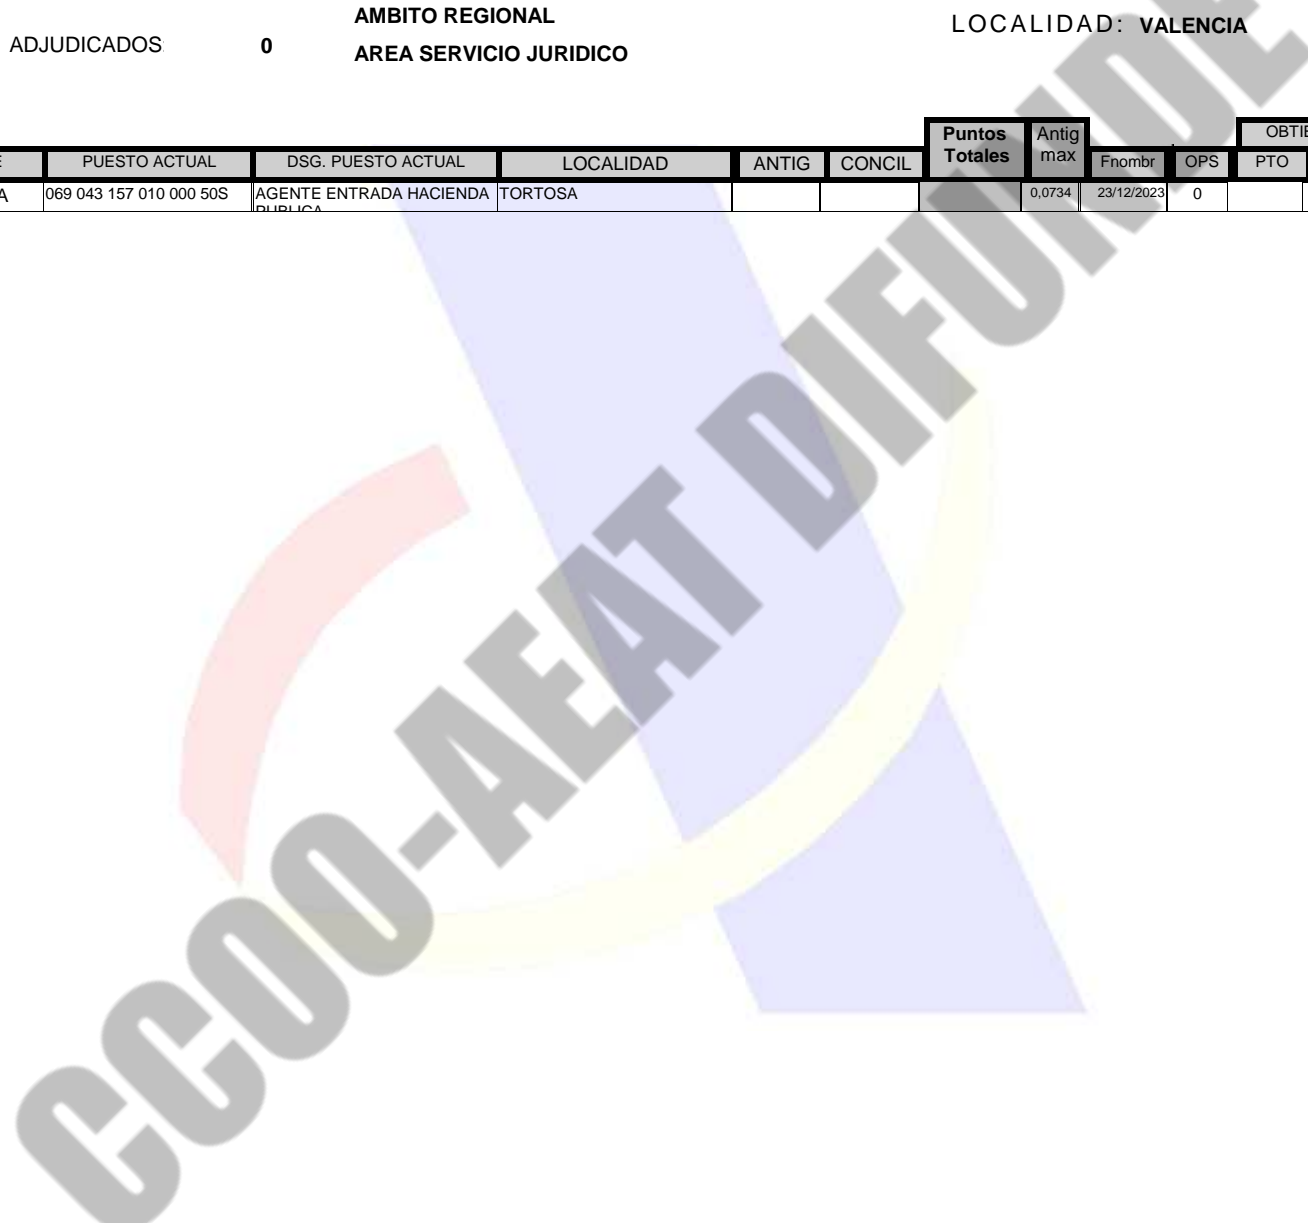 AMBITO REGIONAL
LOCALIDAD: VALENCIA
ADJUDICADOS: 0
AREA SERVICIO JURIDICO
Puntos Totales Antig max OBTIE
PUESTO ACTUAL DSG. PUESTO ACTUAL LOCALIDAD ANTIG CONCIL Fnombr OPS PTO
A 069 043 157 010 000 50S AGENTE ENTRADA HACIENDA TORTOSA 0,0734 23/12/2023 0
PUBLICA
CCOO-AEAT DIFUNDE